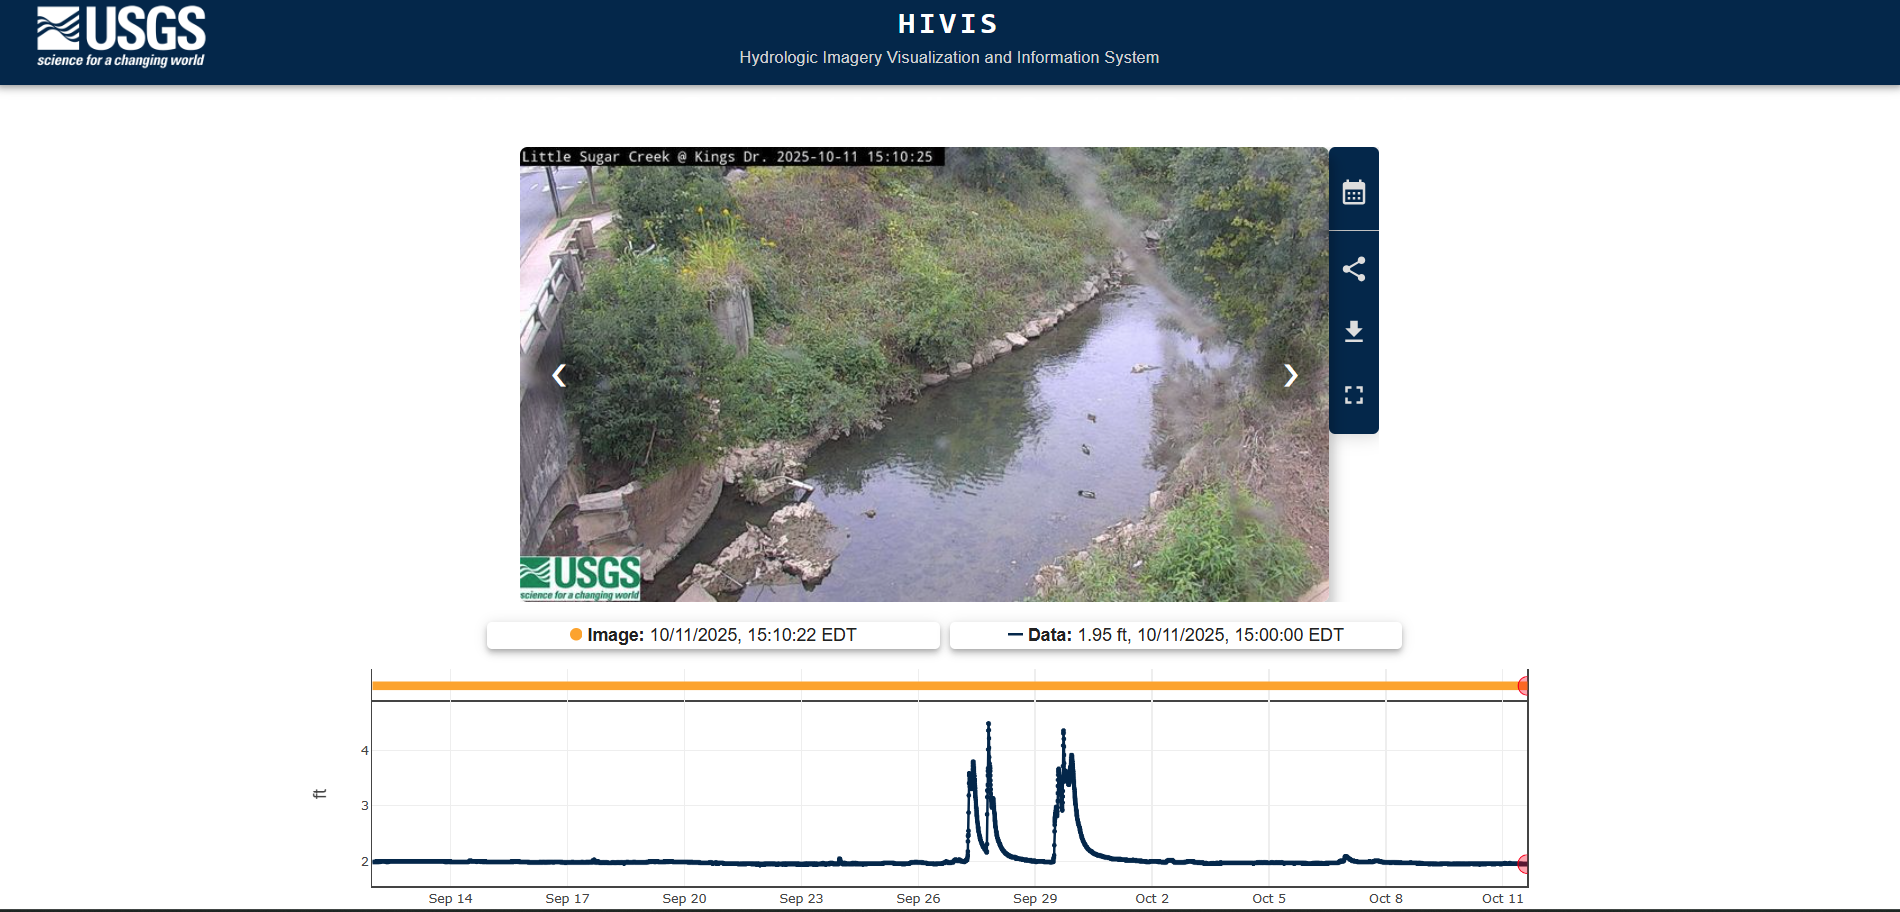 USGS
science for a changing world
HIVIS
Hydrologic Imagery Visualization and Information System
Little Sugar Creek @ Kings Dr. 2025-10-11 15:10:25
USGS
science for a changing world
Image: 10/11/2025, 15:10:22 EDT
Data: 1.95 ft, 10/11/2025, 15:00:00 EDT
4
3
2
ft
Sep 14 Sep 17 Sep 20 Sep 23 Sep 26 Sep 29 Oct 2 Oct 5 Oct 8 Oct 11